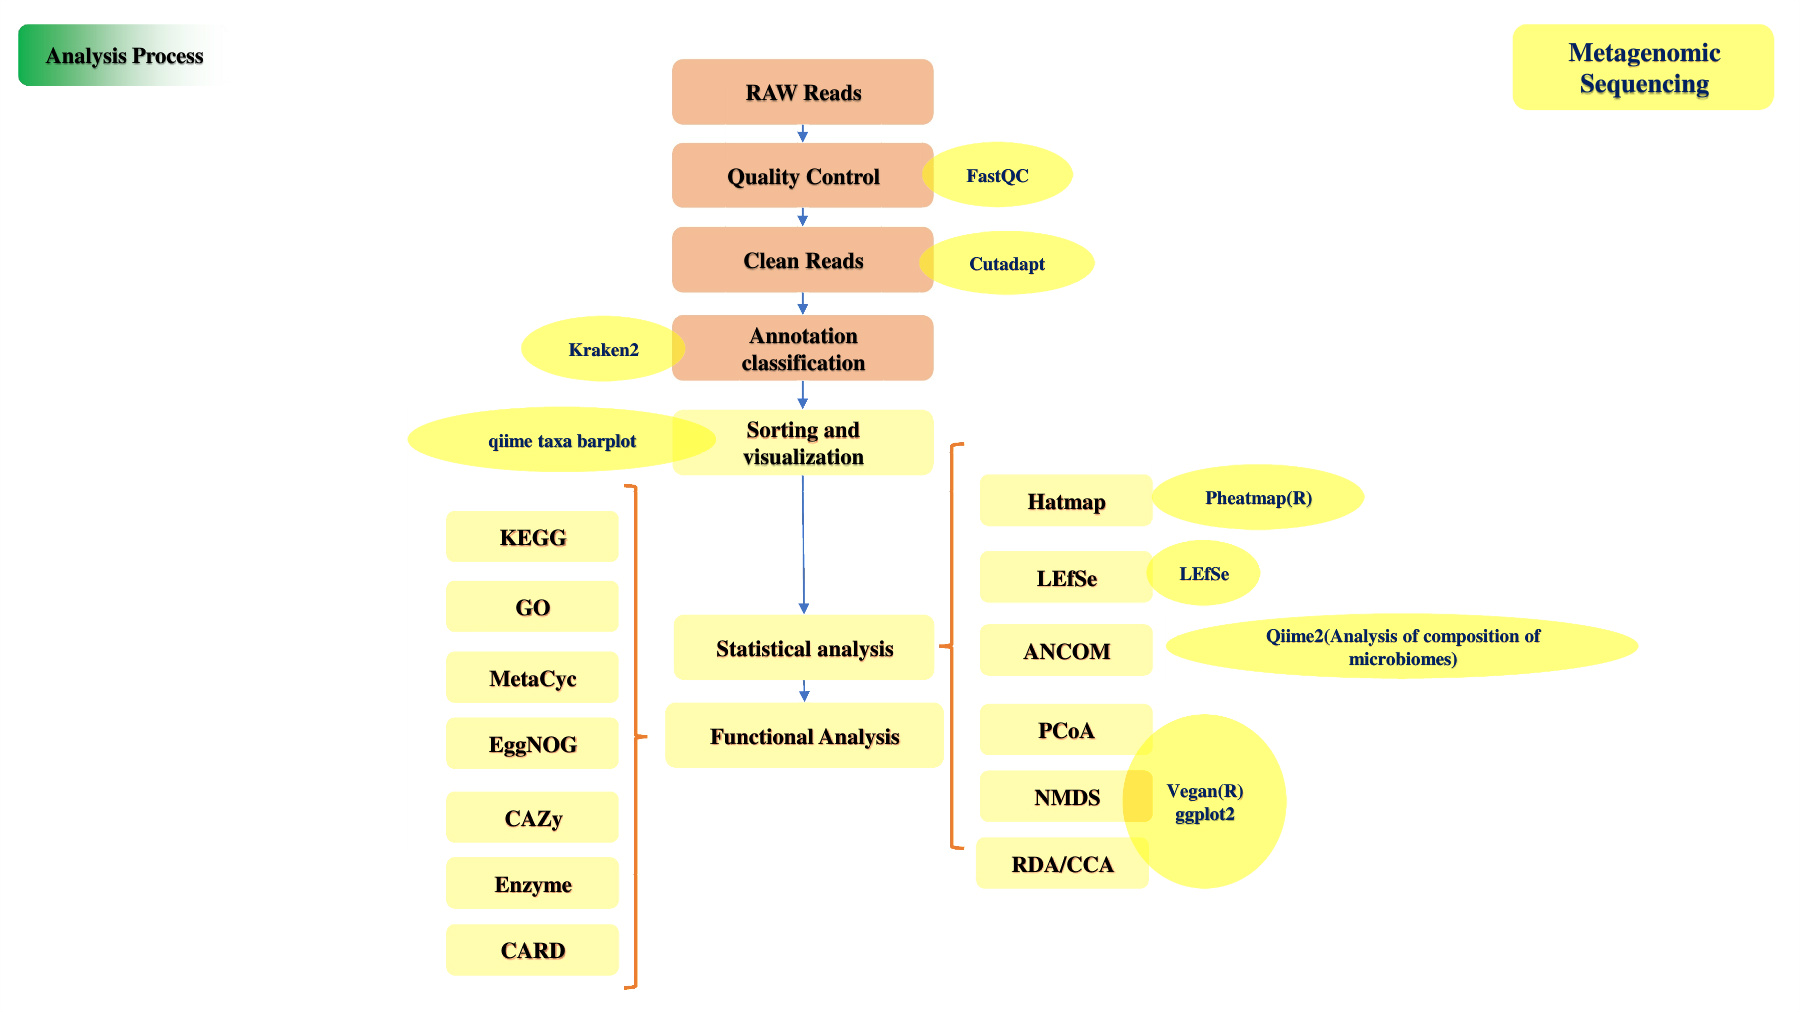 Analysis Process
Metagenomic
Sequencing
RAW Reads
Quality Control
FastQC
Clean Reads
Cutadapt
Kraken2
Annotation
classification
qiime taxa barplot
Sorting and
visualization
Hatmap
Pheatmap(R)
KEGG
LEfSe
LEfSe
GO
Statistical analysis
ANCOM
Qiime2(Analysis of composition of
microbiomes)
MetaCyc
Functional Analysis
PCoA
EggNOG
NMDS
Vegan(R)
ggplot2
CAZy
RDA/CCA
Enzyme
CARD